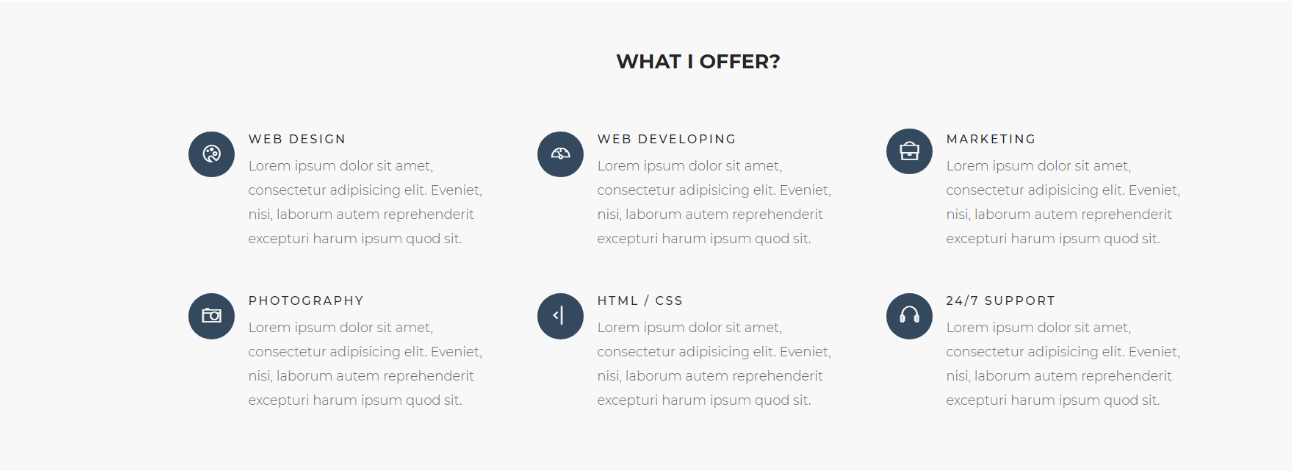 WHAT I OFFER?
WEB DESIGN
Lorem ipsum dolor sit amet,
consectetur adipisicing elit. Eveniet,
nisi, laborum autem reprehenderit
excepturi harum ipsum quod sit.
WEB DEVELOPING
Lorem ipsum dolor sit amet,
consectetur adipisicing elit. Eveniet,
nisi, laborum autem reprehenderit
excepturi harum ipsum quod sit.
MARKETING
Lorem ipsum dolor sit amet,
consectetur adipisicing elit. Eveniet,
nisi, laborum autem reprehenderit
excepturi harum ipsum quod sit.
PHOTOGRAPHY
Lorem ipsum dolor sit amet,
consectetur adipisicing elit. Eveniet,
nisi, laborum autem reprehenderit
excepturi harum ipsum quod sit.
HTML / CSS
Lorem ipsum dolor sit amet,
consectetur adipisicing elit. Eveniet,
nisi, laborum autem reprehenderit
excepturi harum ipsum quod sit.
24/7 SUPPORT
Lorem ipsum dolor sit amet,
consectetur adipisicing elit. Eveniet,
nisi, laborum autem reprehenderit
excepturi harum ipsum quod sit.